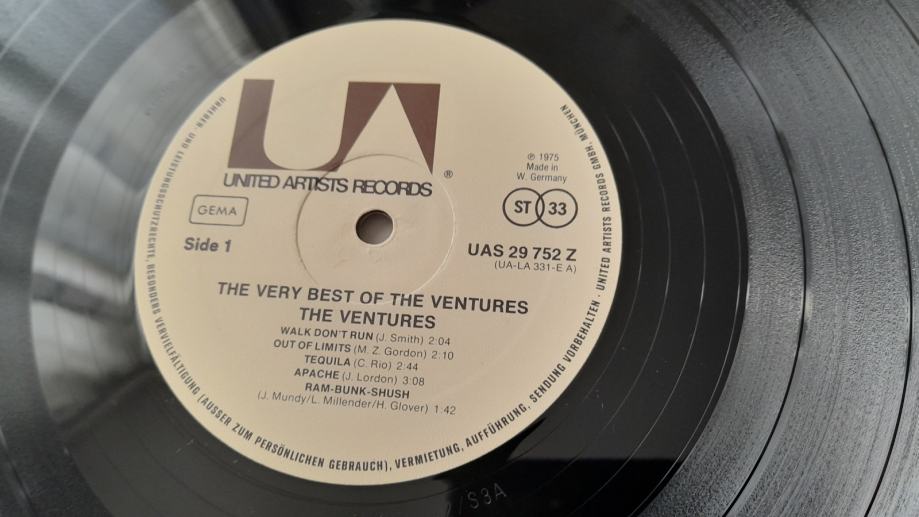 UA
UNITED ARTISTS RECORDS ®
GEMA
Side 1
℗ 1975
Made in
W. Germany
ST 33
UAS 29 752 Z
(UA-LA 331-E A)
THE VERY BEST OF THE VENTURES
THE VENTURES
WALK DON'T RUN (J. Smith) 2:04
OUT OF LIMITS (M. Z. Gordon) 2:10
TEQUILA (C. Rio) 2:44
APACHE (J. Lordon) 3:08
RAM-BUNK-SHUSH
(J. Mundy/L. Millender/H. Glover) 1:42
URHEBER- UND LEISTUNGSSCHUTZRECHTE, BESONDERS VERVIELFÄLTIGUNG (AUSSER ZUM PERSÖNLICHEN GEBRAUCH), VERMIETUNG, AUFFÜHRUNG, SENDUNG VORBEHALTEN · UNITED ARTISTS RECORDS GMBH, MÜNCHEN
/S3A